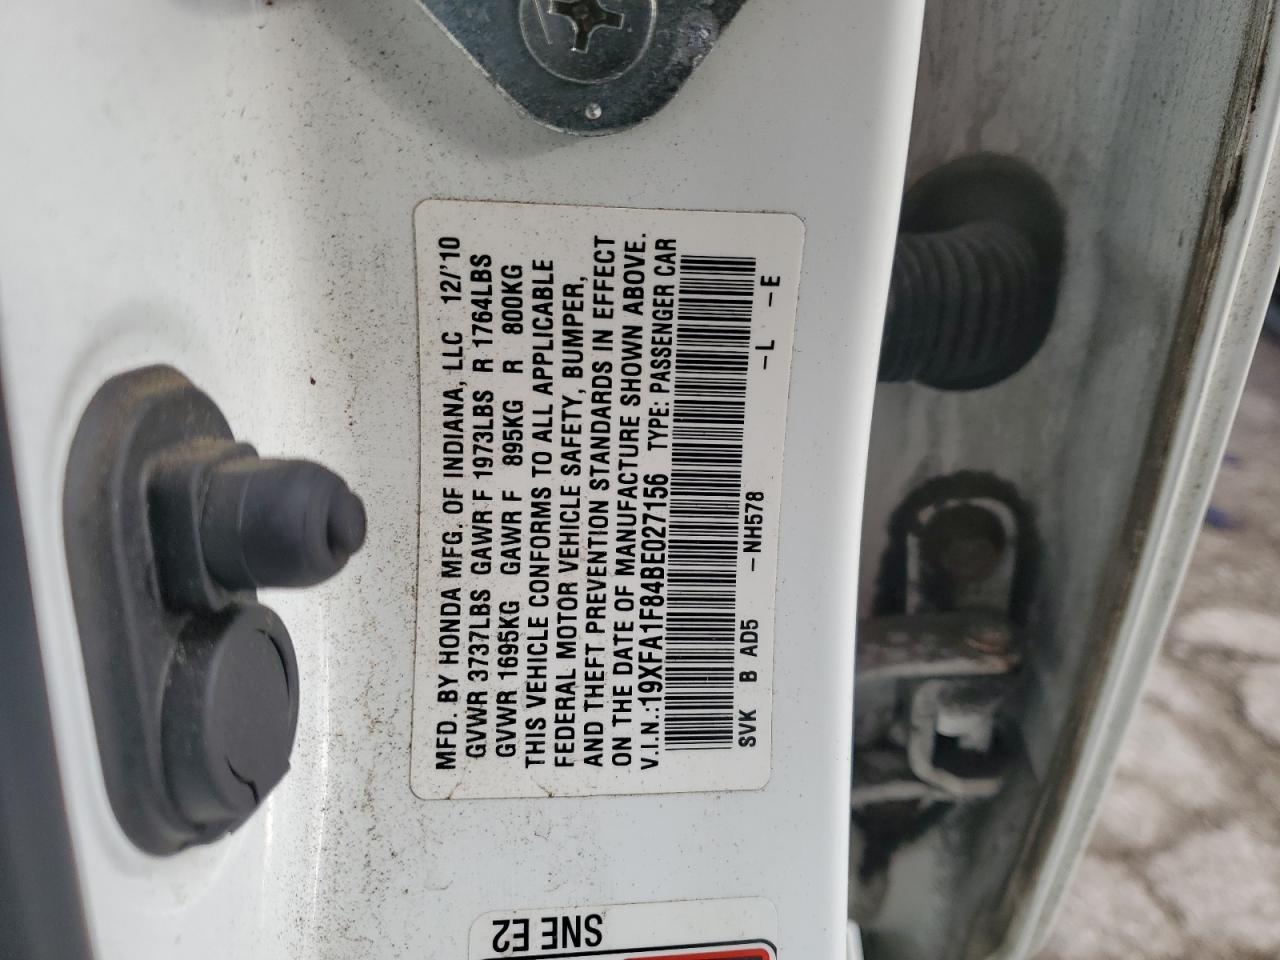 MFD. BY HONDA MFG. OF INDIANA, LLC 12/'10
GVWR 3737LBS GAWR F 1973LBS R 1764LBS
GVWR 1695KG GAWR F 895KG R 800KG
THIS VEHICLE CONFORMS TO ALL APPLICABLE
FEDERAL MOTOR VEHICLE SAFETY, BUMPER,
AND THEFT PREVENTION STANDARDS IN EFFECT
ON THE DATE OF MANUFACTURE SHOWN ABOVE.
V.I.N.:19XFA1F84BE027156 TYPE: PASSENGER CAR
SVK B AD5 -NH578 -L -E
SNE E2